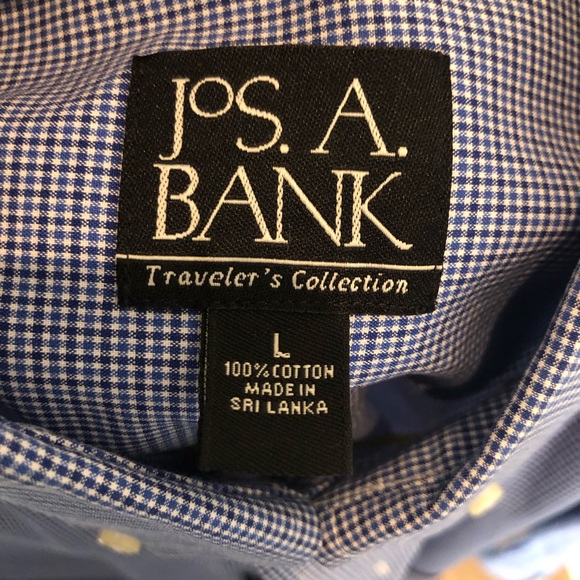 JOS. A.
BANK
Traveler's Collection
L
100% COTTON
MADE IN
SRI LANKA